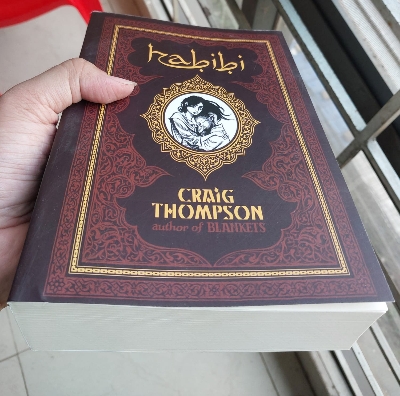 habibi
CRAIG
THOMPSON
author of BLANKETS